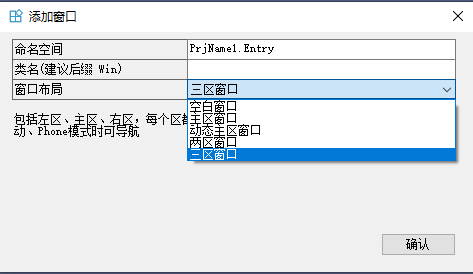 添加窗口
命名空间 PrjName1.Entry
类名(建议后缀 Win)
窗口布局 三区窗口
空白窗口
主区窗口
动态主区窗口
两区窗口
三区窗口
包括左区、主区、右区，每个区都
动、Phone模式时可导航
确认